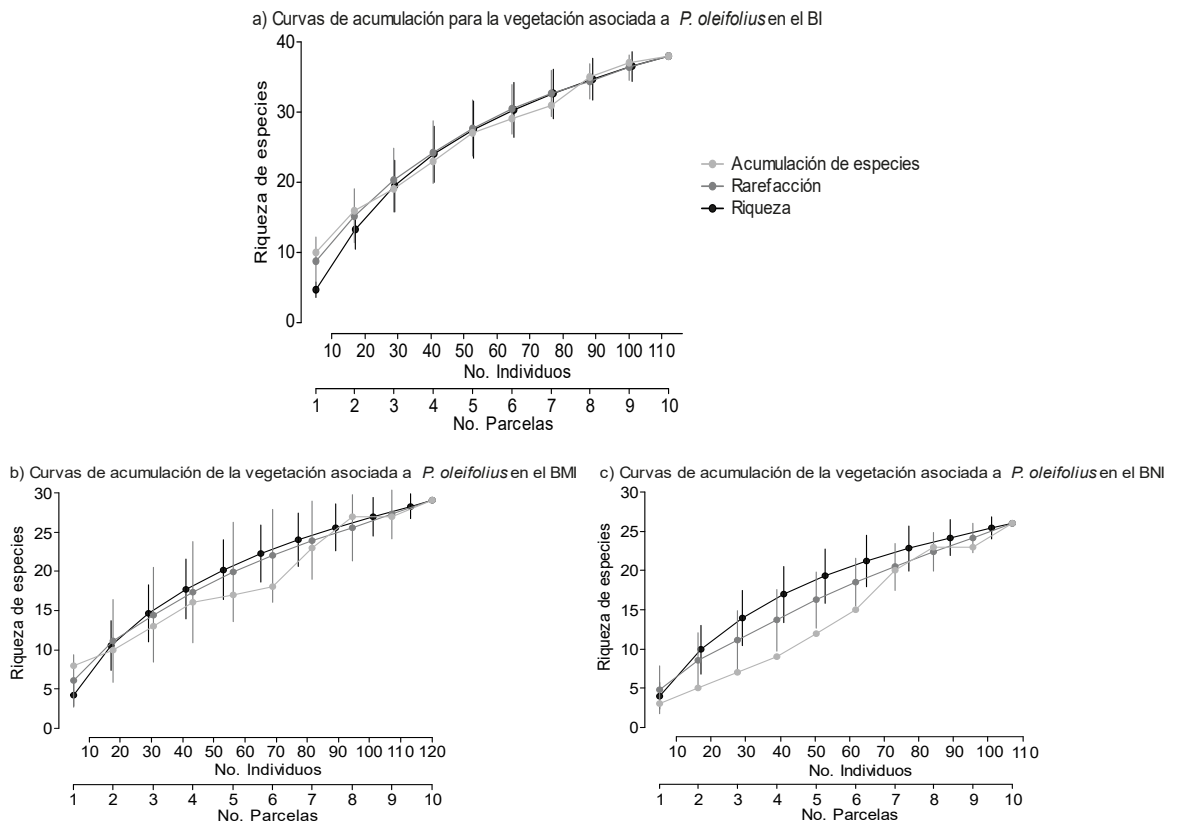 a) Curvas de acumulación para la vegetación asociada a P. oleifolius en el BI
40
30
20
10
0
Riqueza de especies
10 20 30 40 50 60 70 80 90 100 110
No. Individuos
1 2 3 4 5 6 7 8 9 10
No. Parcelas
Acumulación de especies
Rarefacción
Riqueza
b) Curvas de acumulación de la vegetación asociada a P. oleifolius en el BMI
30
25
20
15
10
5
0
Riqueza de especies
10 20 30 40 50 60 70 80 90 100 110 120
No. Individuos
1 2 3 4 5 6 7 8 9 10
No. Parcelas
c) Curvas de acumulación de la vegetación asociada a P. oleifolius en el BNI
30
25
20
15
10
5
0
Riqueza de especies
10 20 30 40 50 60 70 80 90 100 110
No. Individuos
1 2 3 4 5 6 7 8 9 10
No. Parcelas